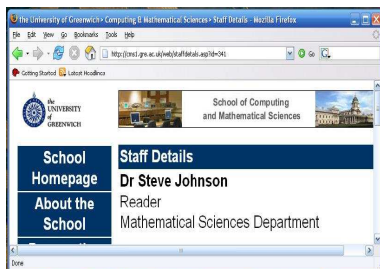 the University of Greenwich> Computing & Mathematical Sciences> Staff Details - Mozilla Firefox
File Edit View Go Bookmarks Tools Help
http://cms1.gre.ac.uk/web/staffdetails.asp?id=341
Go
Getting Started Latest Headlines
the
UNIVERSITY
of
GREENWICH
School of Computing
and Mathematical Sciences
School
Homepage
About the
School
Staff Details
Dr Steve Johnson
Reader
Mathematical Sciences Department
Done